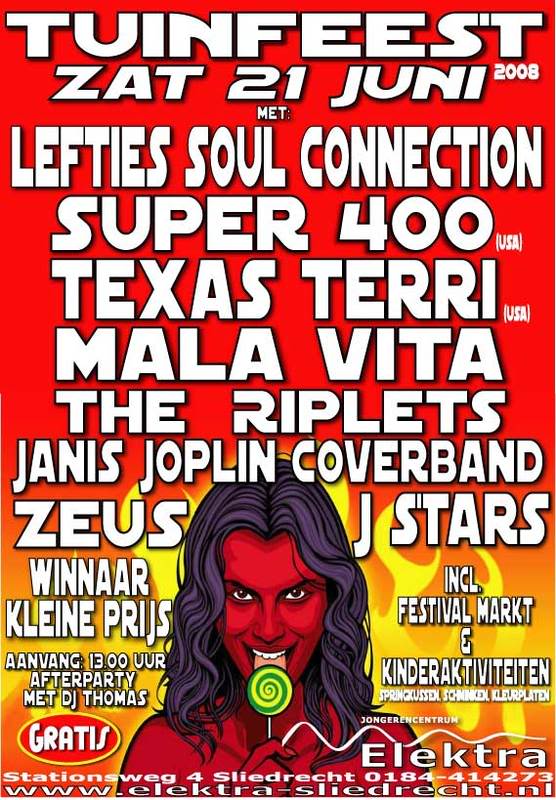 TUINFEEST
ZAT 21 JUNI 2008
MET:
LEFTIES SOUL CONNECTION
SUPER 400 (USA)
TEXAS TERRI (USA)
MALA VITA
THE RIPLETS
JANIS JOPLIN COVERBAND
ZEUS
J STARS
WINNAAR
KLEINE PRIJS
AANVANG: 13.00 UUR
AFTERPARTY
MET DJ THOMAS
GRATIS
INCL.
FESTIVAL MARKT
&
KINDERAKTIVITEITEN
SPRINGKUSSEN, SCHMINKEN, KLEURPLATEN
JONGERENCENTRUM
Elektra
Stationsweg 4 Sliedrecht 0184-414273
www.elektra-sliedrecht.nl